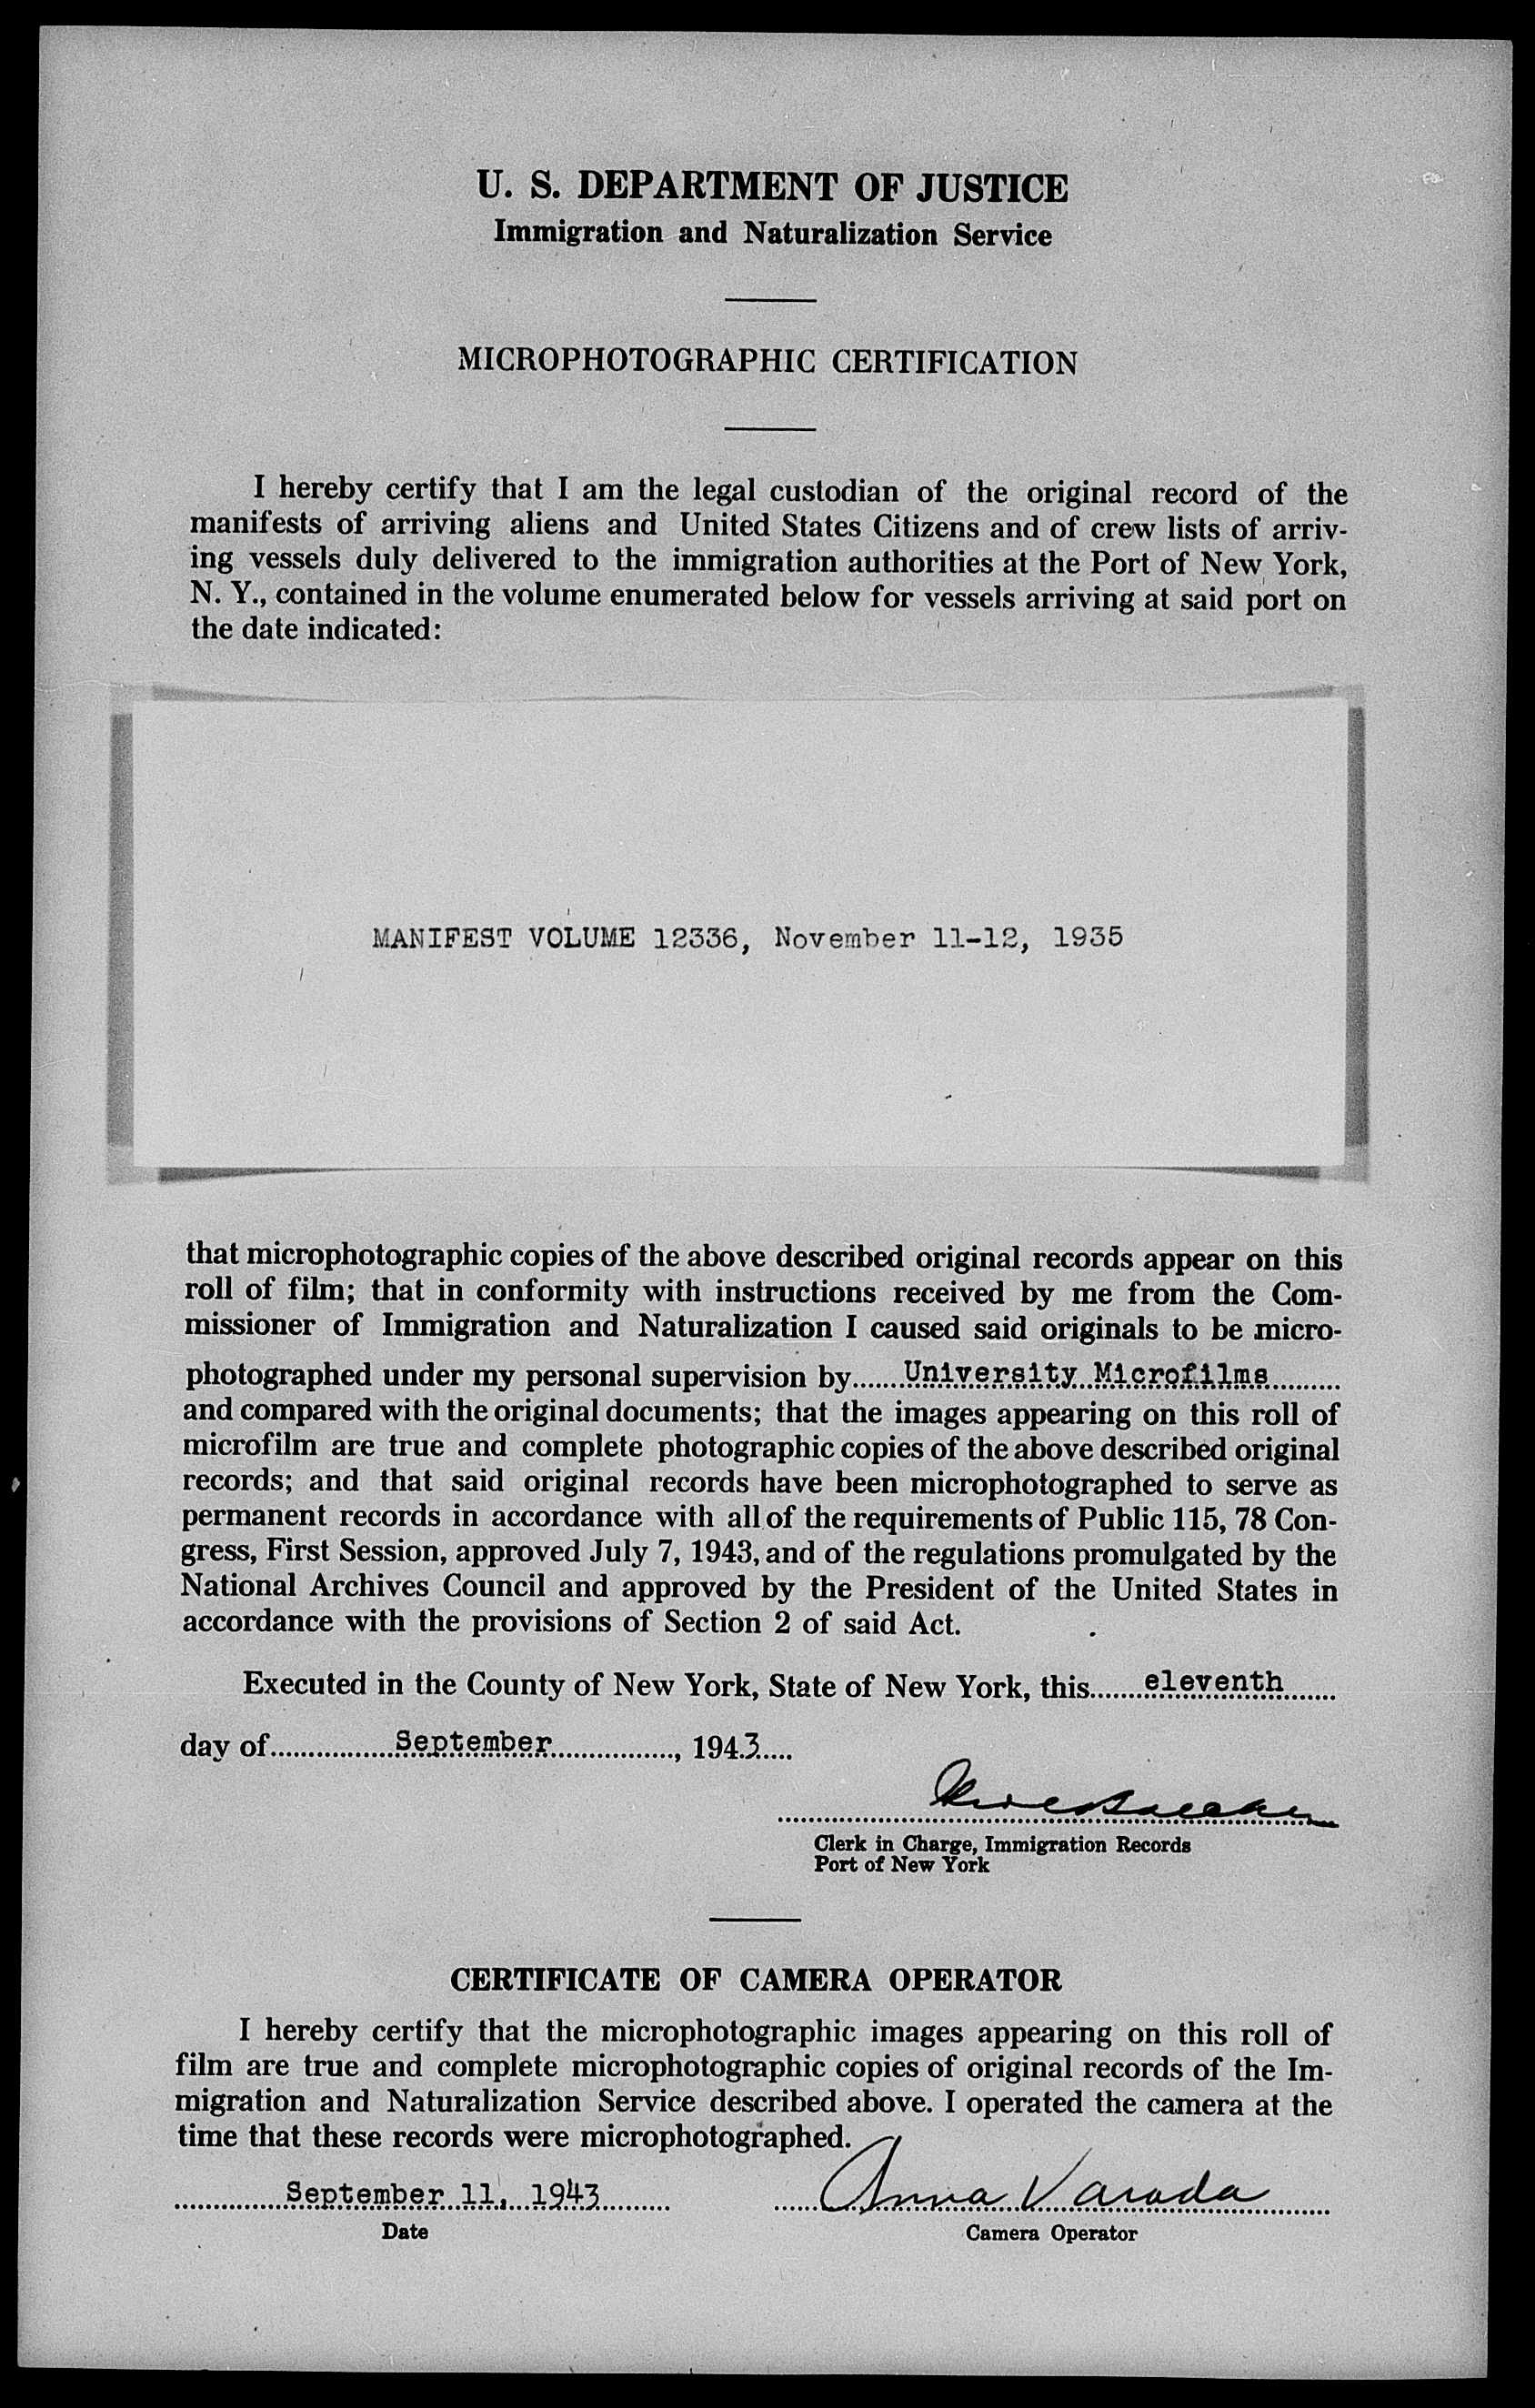 U. S. DEPARTMENT OF JUSTICE
Immigration and Naturalization Service
MICROPHOTOGRAPHIC CERTIFICATION
I hereby certify that I am the legal custodian of the original record of the
manifests of arriving aliens and United States Citizens and of crew lists of arriv-
ing vessels duly delivered to the immigration authorities at the Port of New York,
N. Y., contained in the volume enumerated below for vessels arriving at said port on
the date indicated:
MANIFEST VOLUME 12336, November 11-12, 1935
that microphotographic copies of the above described original records appear on this
roll of film; that in conformity with instructions received by me from the Com-
missioner of Immigration and Naturalization I caused said originals to be micro-
photographed under my personal supervision by.......University Microfilms.........
and compared with the original documents; that the images appearing on this roll of
microfilm are true and complete photographic copies of the above described original
records; and that said original records have been microphotographed to serve as
permanent records in accordance with all of the requirements of Public 115, 78 Con-
gress, First Session, approved July 7, 1943, and of the regulations promulgated by the
National Archives Council and approved by the President of the United States in
accordance with the provisions of Section 2 of said Act.
Executed in the County of New York, State of New York, this.......eleventh......
day of................September................, 1943....
Clerk in Charge, Immigration Records
Port of New York
CERTIFICATE OF CAMERA OPERATOR
I hereby certify that the microphotographic images appearing on this roll of
film are true and complete microphotographic copies of original records of the Im-
migration and Naturalization Service described above. I operated the camera at the
time that these records were microphotographed.
September 11, 1943 Anna Varada
Date Camera Operator